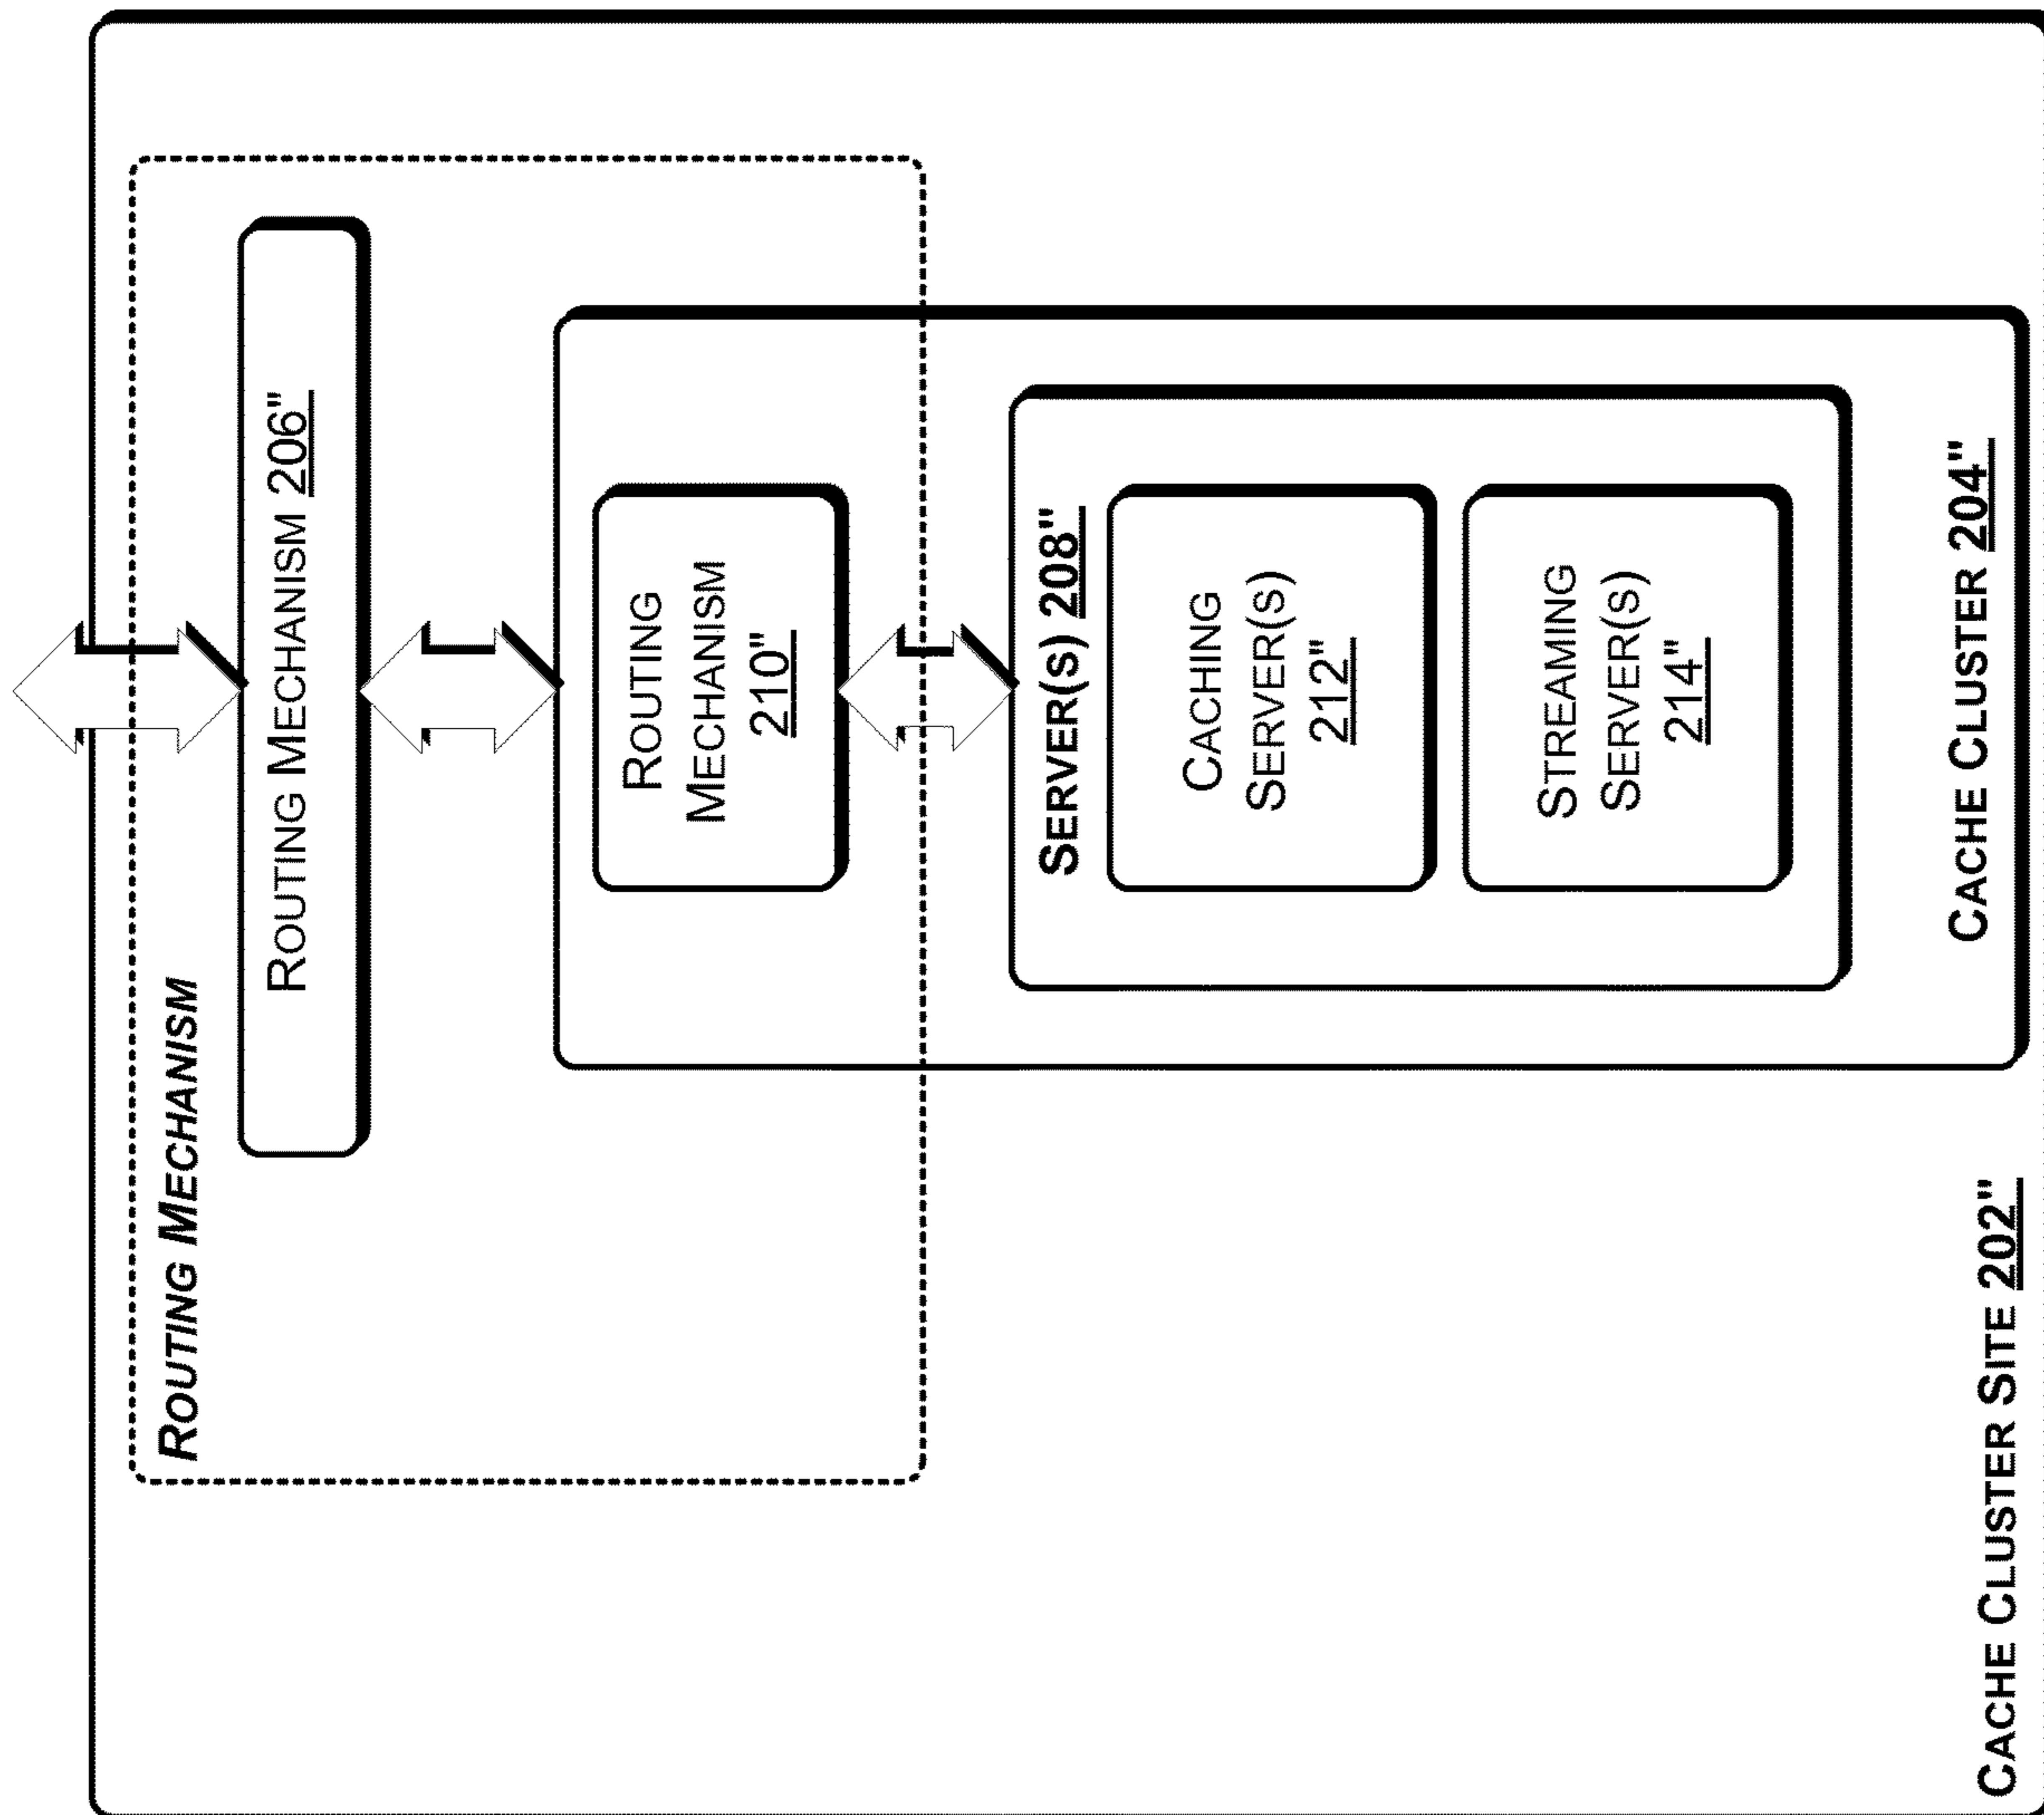 ROUTING MECHANISM
ROUTING MECHANISM 206"
ROUTING
MECHANISM
210"
SERVER(S) 208"
CACHING
SERVER(S)
212"
STREAMING
SERVER(S)
214"
CACHE CLUSTER 204"
CACHE CLUSTER SITE 202"